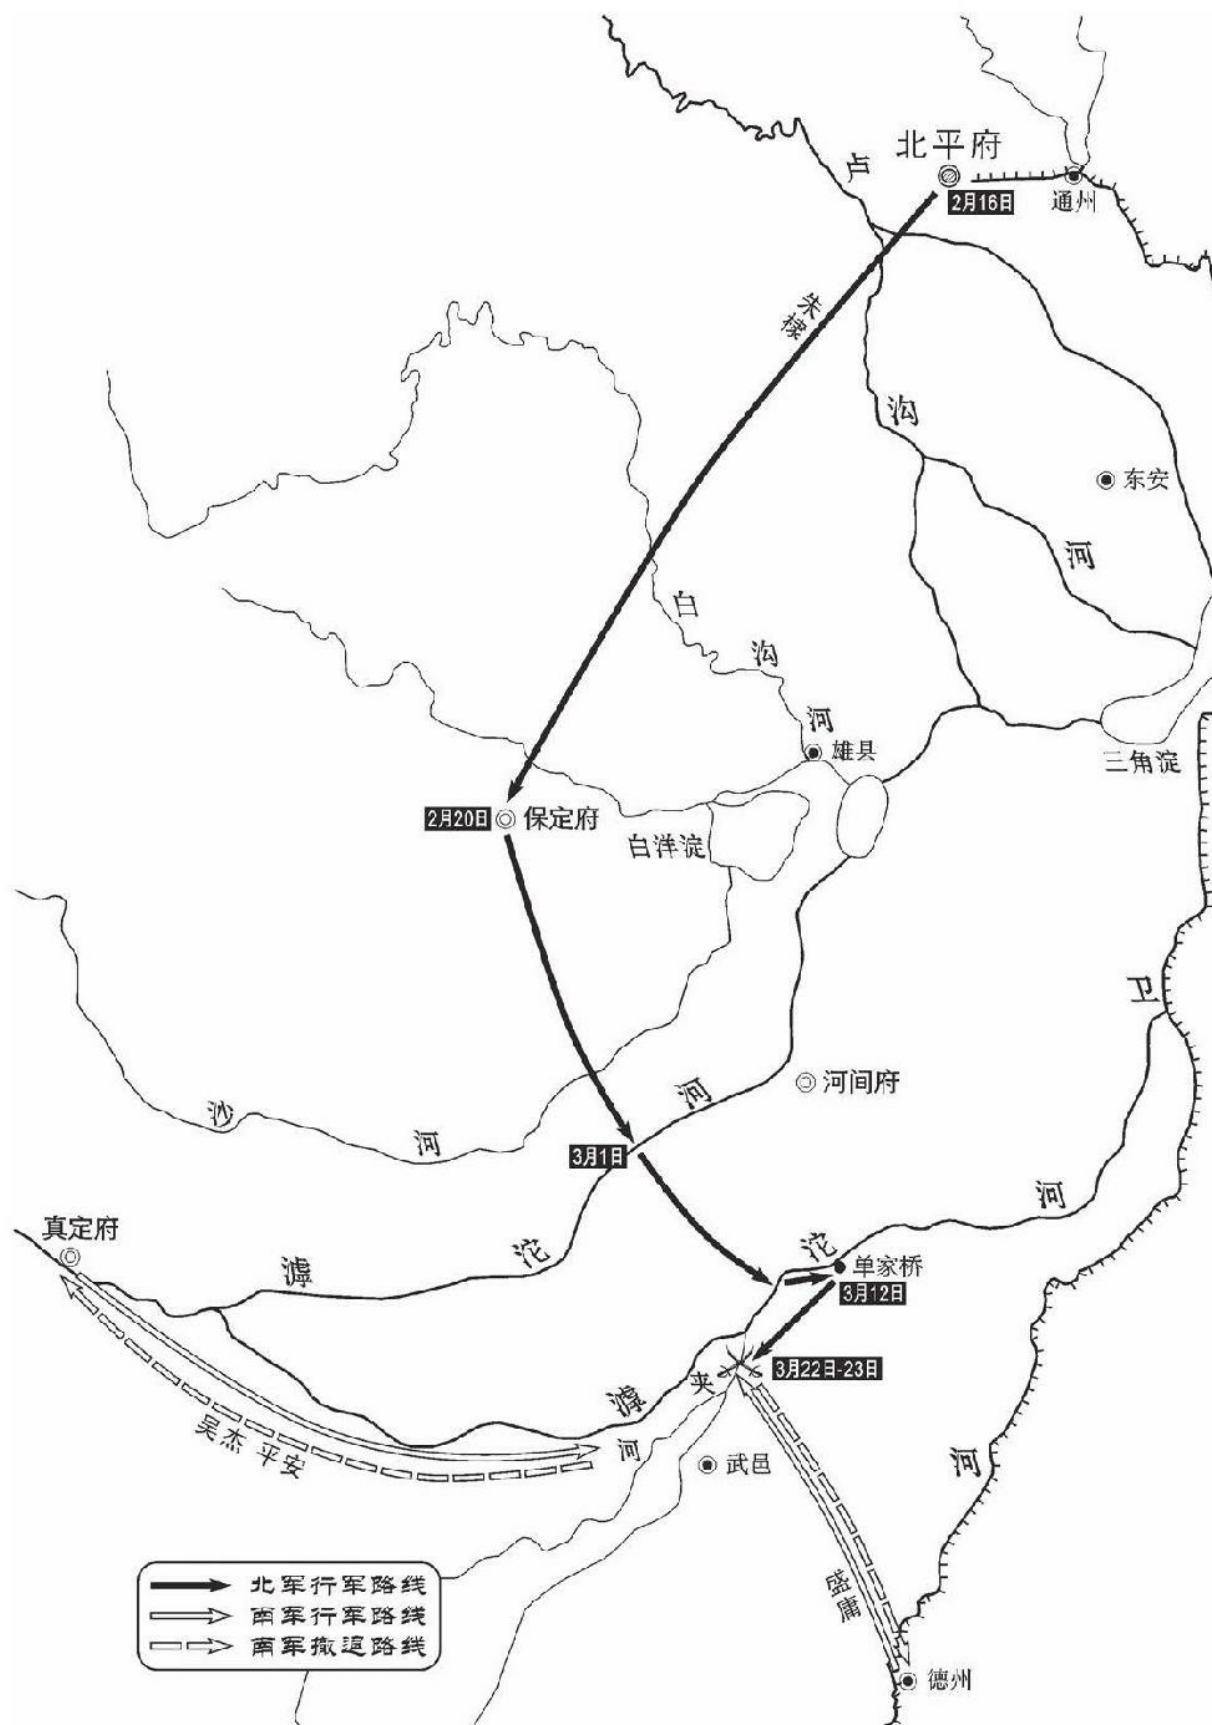 北平府
2月16日
通州
卢
沟
河
朱棣
东安
白
沟
河
雄县
三角淀
2月20日
保定府
白洋淀
卫
河
河间府
沙
河
3月1日
真定府
滹
沱
河
滹
沱
河
单家桥
3月12日
3月22日-23日
夹
河
武邑
吴杰 平安
盛庸
德州
北军行军路线
南军行军路线
南军撤退路线